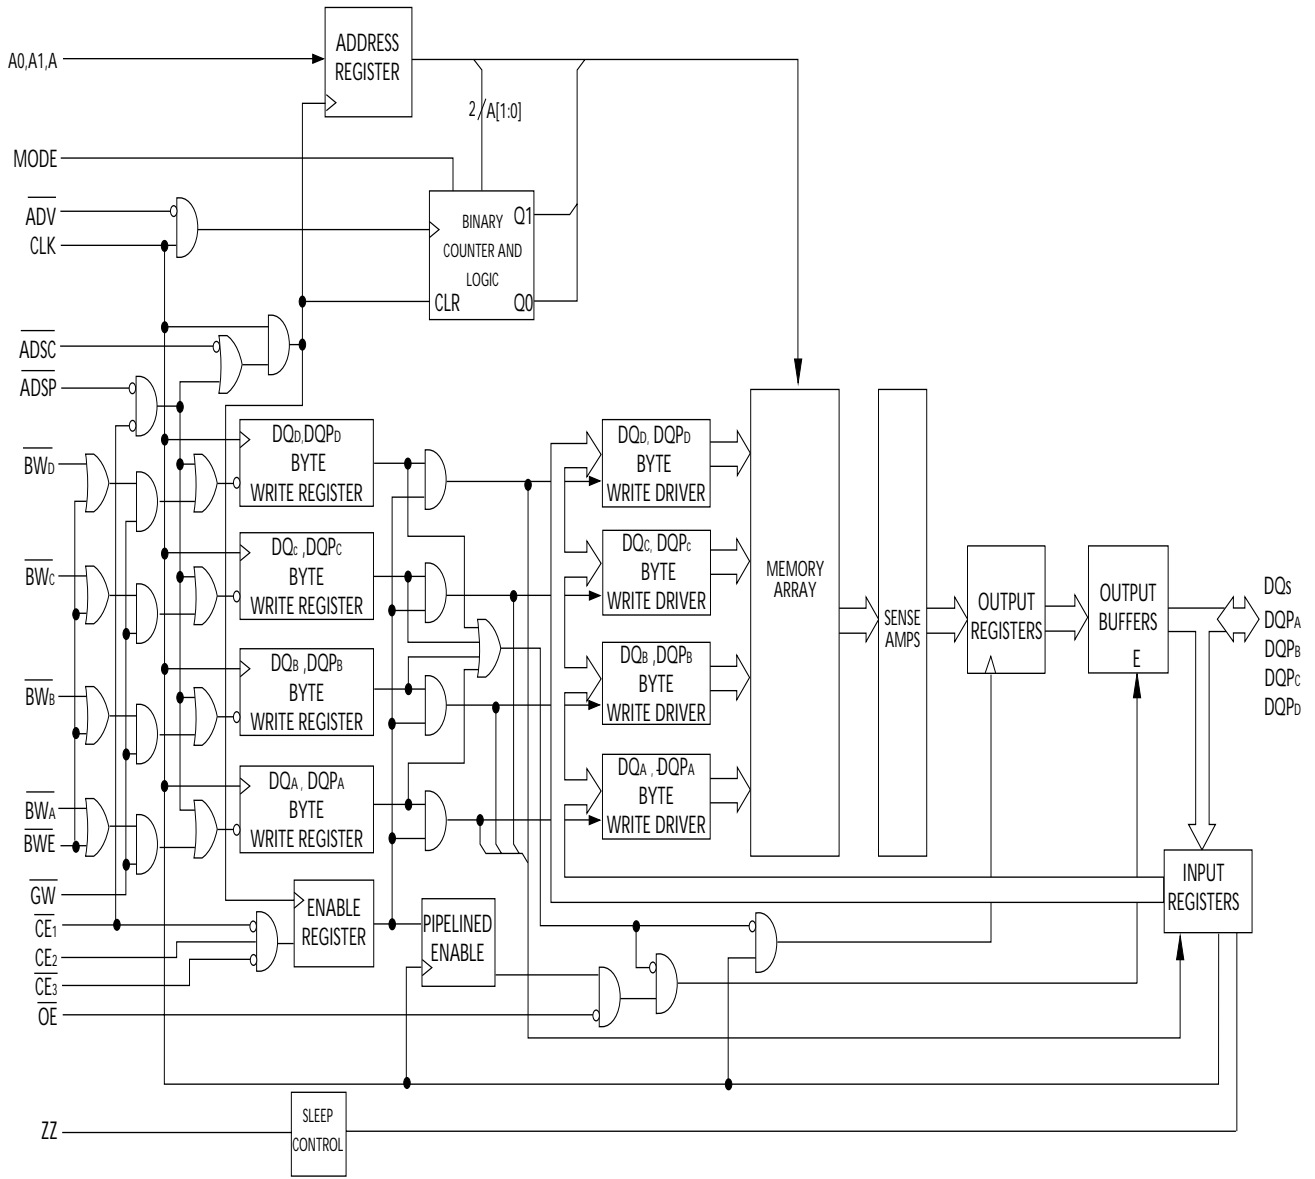 ADDRESS
REGISTER
A0,A1,A
2 A[1:0]
MODE
ADV
CLK
BINARY
COUNTER AND
LOGIC
Q1
CLR
Q0
ADSC
ADSP
BWD
DQD,DQPD
BYTE
WRITE REGISTER
DQD, DQPD
BYTE
WRITE DRIVER
BWC
DQc ,DQPC
BYTE
WRITE REGISTER
DQC, DQPc
BYTE
WRITE DRIVER
MEMORY
ARRAY
SENSE
AMPS
OUTPUT
REGISTERS
OUTPUT
BUFFERS
E
DQs
DQPA
DQPB
DQPC
DQPD
BWB
DQB ,DQPB
BYTE
WRITE REGISTER
DQB ,DQPB
BYTE
WRITE DRIVER
BWA
BWE
DQA , DQPA
BYTE
WRITE REGISTER
DQA , DQPA
BYTE
WRITE DRIVER
GW
CE1
CE2
CE3
OE
ENABLE
REGISTER
PIPELINED
ENABLE
INPUT
REGISTERS
ZZ
SLEEP
CONTROL